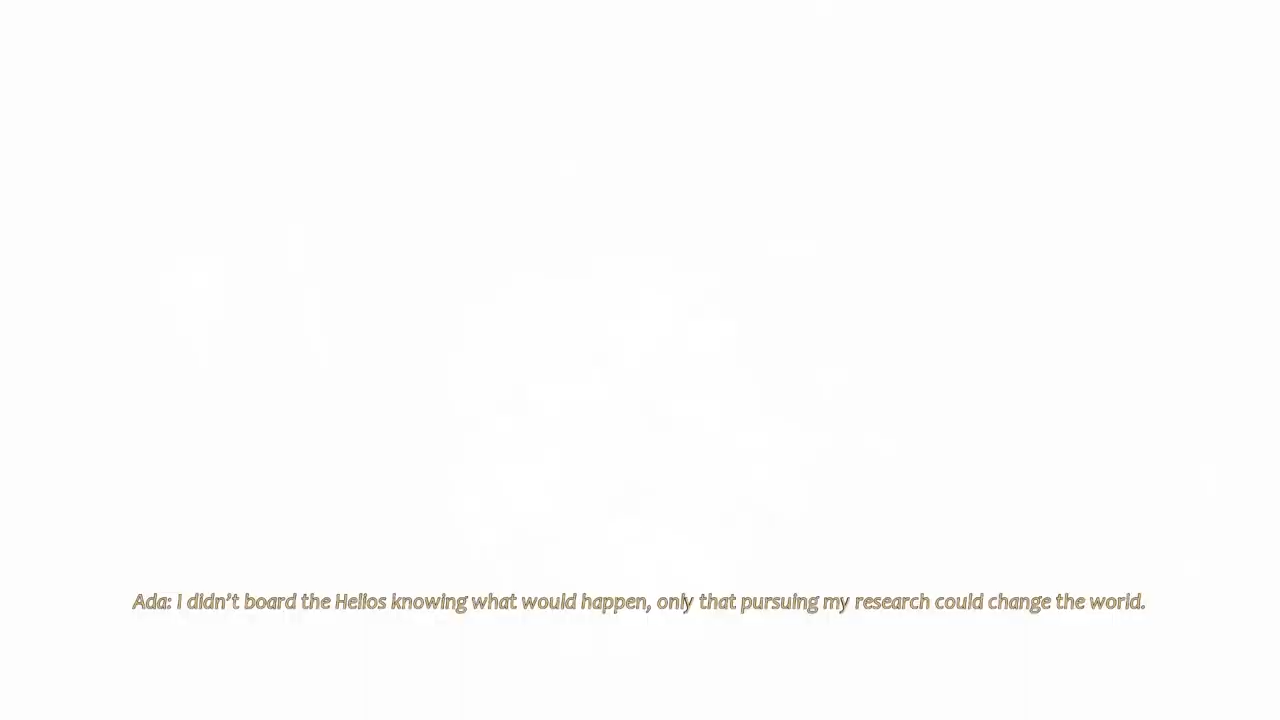 Ada: I didn’t board the Helios knowing what would happen, only that pursuing my research could change the world.